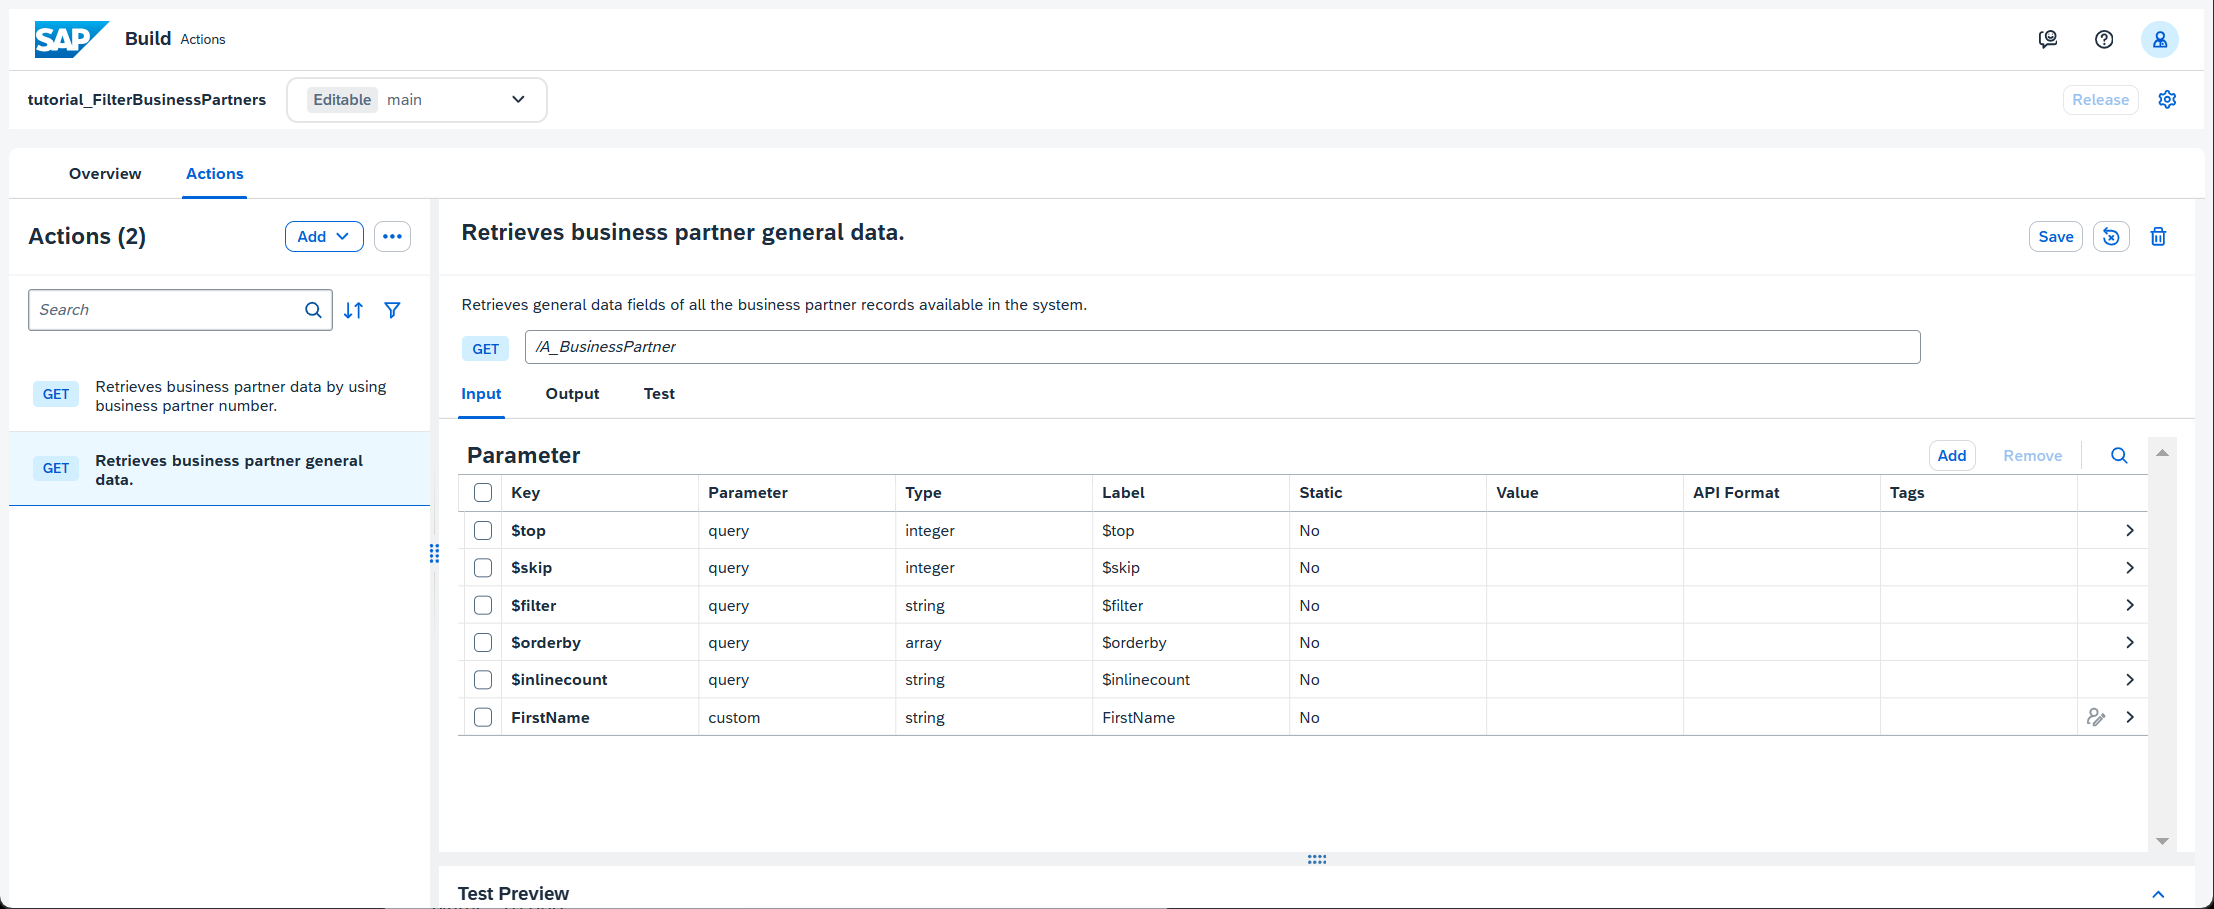 SAP Build Actions
tutorial_FilterBusinessPartners Editable main Release
Overview Actions
Actions (2) Add
Search
GET Retrieves business partner data by using
business partner number.
GET Retrieves business partner general
data.
Retrieves business partner general data. Save
Retrieves general data fields of all the business partner records available in the system.
GET /A_BusinessPartner
Input Output Test
Parameter Add Remove
Key Parameter Type Label Static Value API Format Tags
$top query integer $top No
$skip query integer $skip No
$filter query string $filter No
$orderby query array $orderby No
$inlinecount query string $inlinecount No
FirstName custom string FirstName No
Test Preview